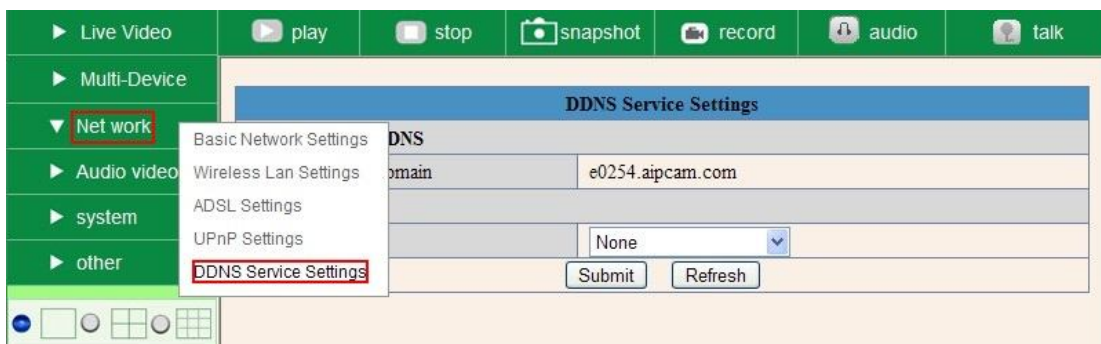 Live Video
play
stop
snapshot
record
audio
talk
Multi-Device
DDNS Service Settings
Net work
Basic Network Settings
DNS
Audio video
Wireless Lan Settings
omain
e0254.aipcam.com
ADSL Settings
system
UPnP Settings
None
other
DDNS Service Settings
Submit
Refresh